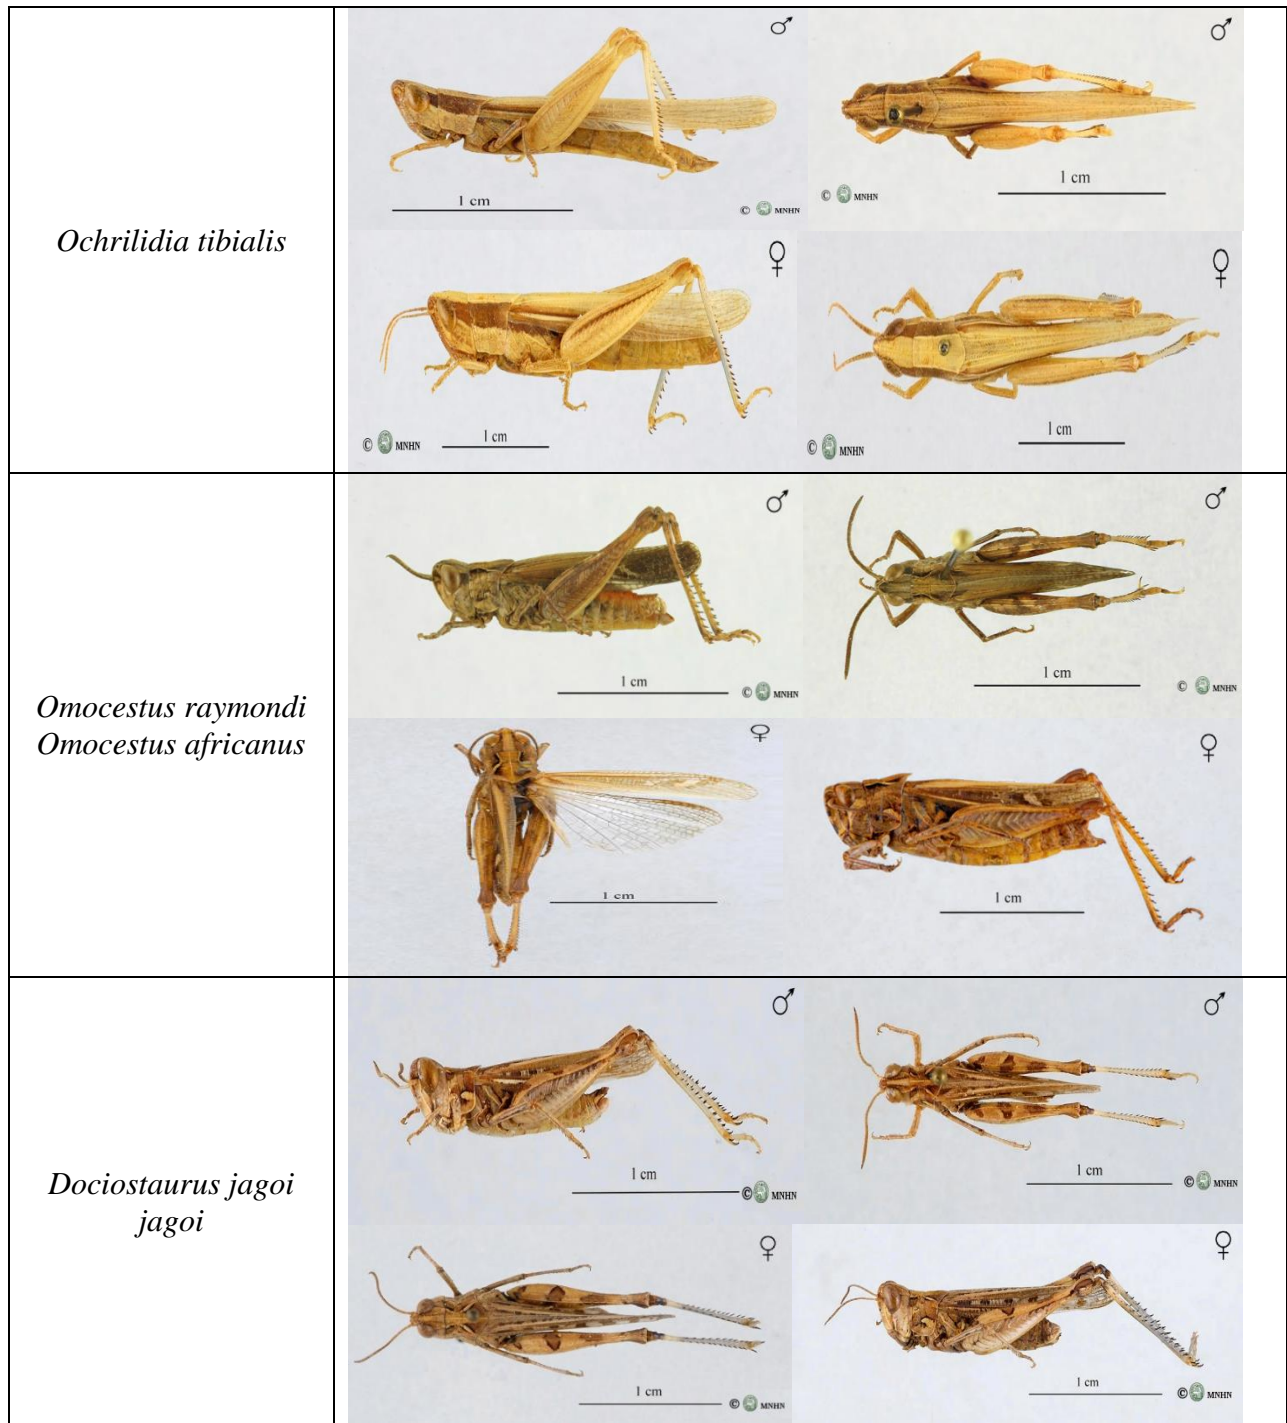 ♂
♂
1 cm
© MNHN
1 cm
© MNHN
Ochrilidia tibialis
♀
♀
1 cm
© MNHN
1 cm
© MNHN
♂
♂
1 cm
© MNHN
1 cm
© MNHN
Omocestus raymondi
Omocestus africanus
♀
♀
1 cm
1 cm
♂
♂
1 cm
© MNHN
1 cm
© MNHN
Dociostaurus jagoi
jagoi
♀
♀
1 cm
© MNHN
1 cm
© MNHN